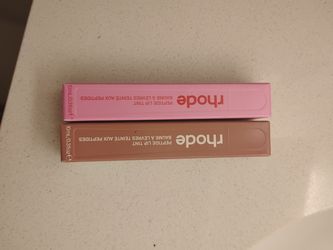 rhode
PEPTIDE LIP TINT
BAUME À LÈVRES TEINTÉ AUX PEPTIDES
rhode
PEPTIDE LIP TINT
BAUME À LÈVRES TEINTÉ AUX PEPTIDES